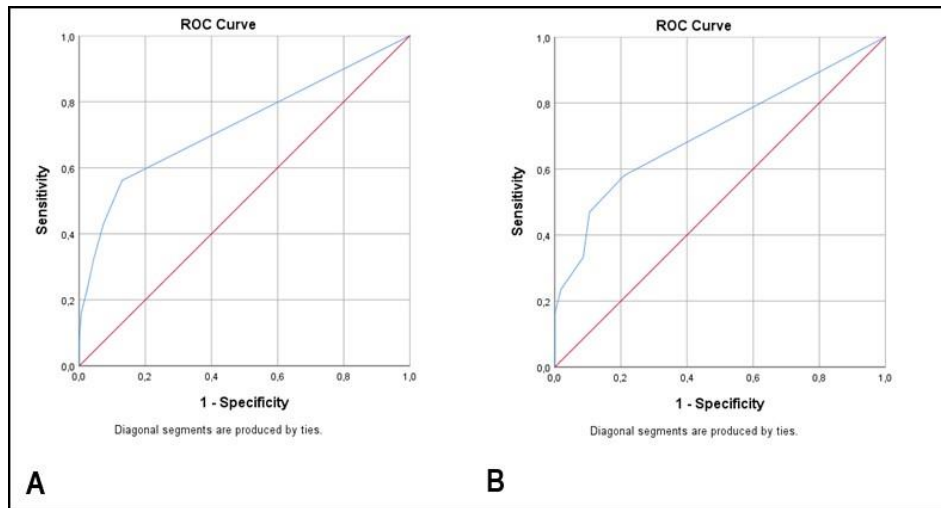 ROC Curve
1,0
0,8
0,6
0,4
0,2
0,0
Sensitivity
0,0 0,2 0,4 0,6 0,8 1,0
1 - Specificity
Diagonal segments are produced by ties.
A
ROC Curve
1,0
0,8
0,6
0,4
0,2
0,0
Sensitivity
0,0 0,2 0,4 0,6 0,8 1,0
1 - Specificity
Diagonal segments are produced by ties.
B